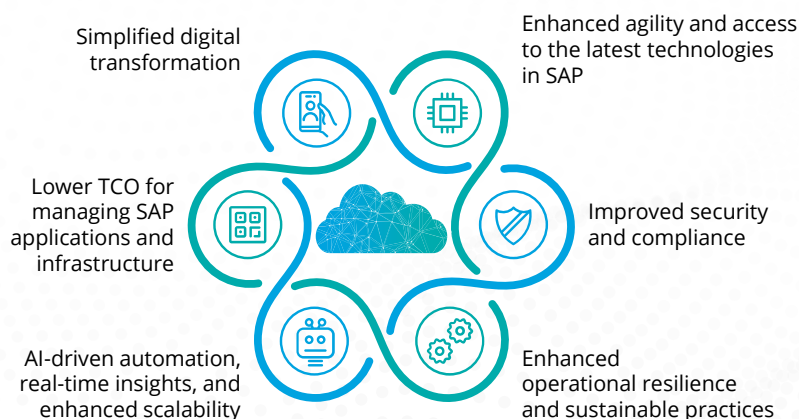 Simplified digital
transformation
Enhanced agility and access
to the latest technologies
in SAP
Lower TCO for
managing SAP
applications and
infrastructure
Improved security
and compliance
AI-driven automation,
real-time insights, and
enhanced scalability
Enhanced
operational resilience
and sustainable practices